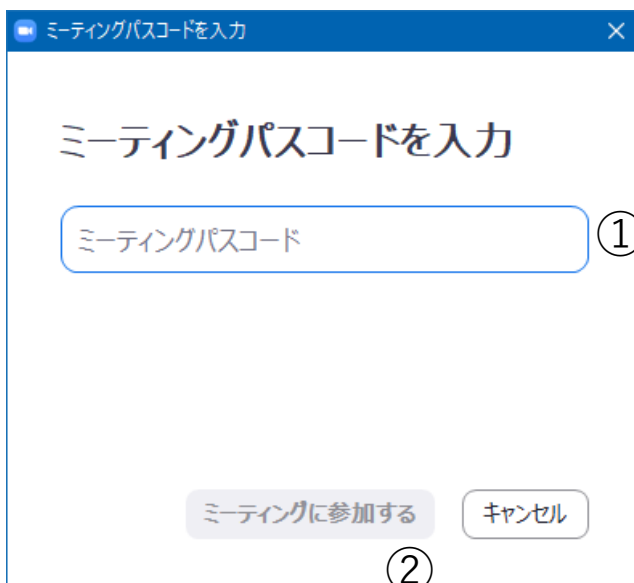 ミーティングパスコードを入力
ミーティングパスコードを入力
ミーティングパスコード
①
ミーティングに参加する
キャンセル
②